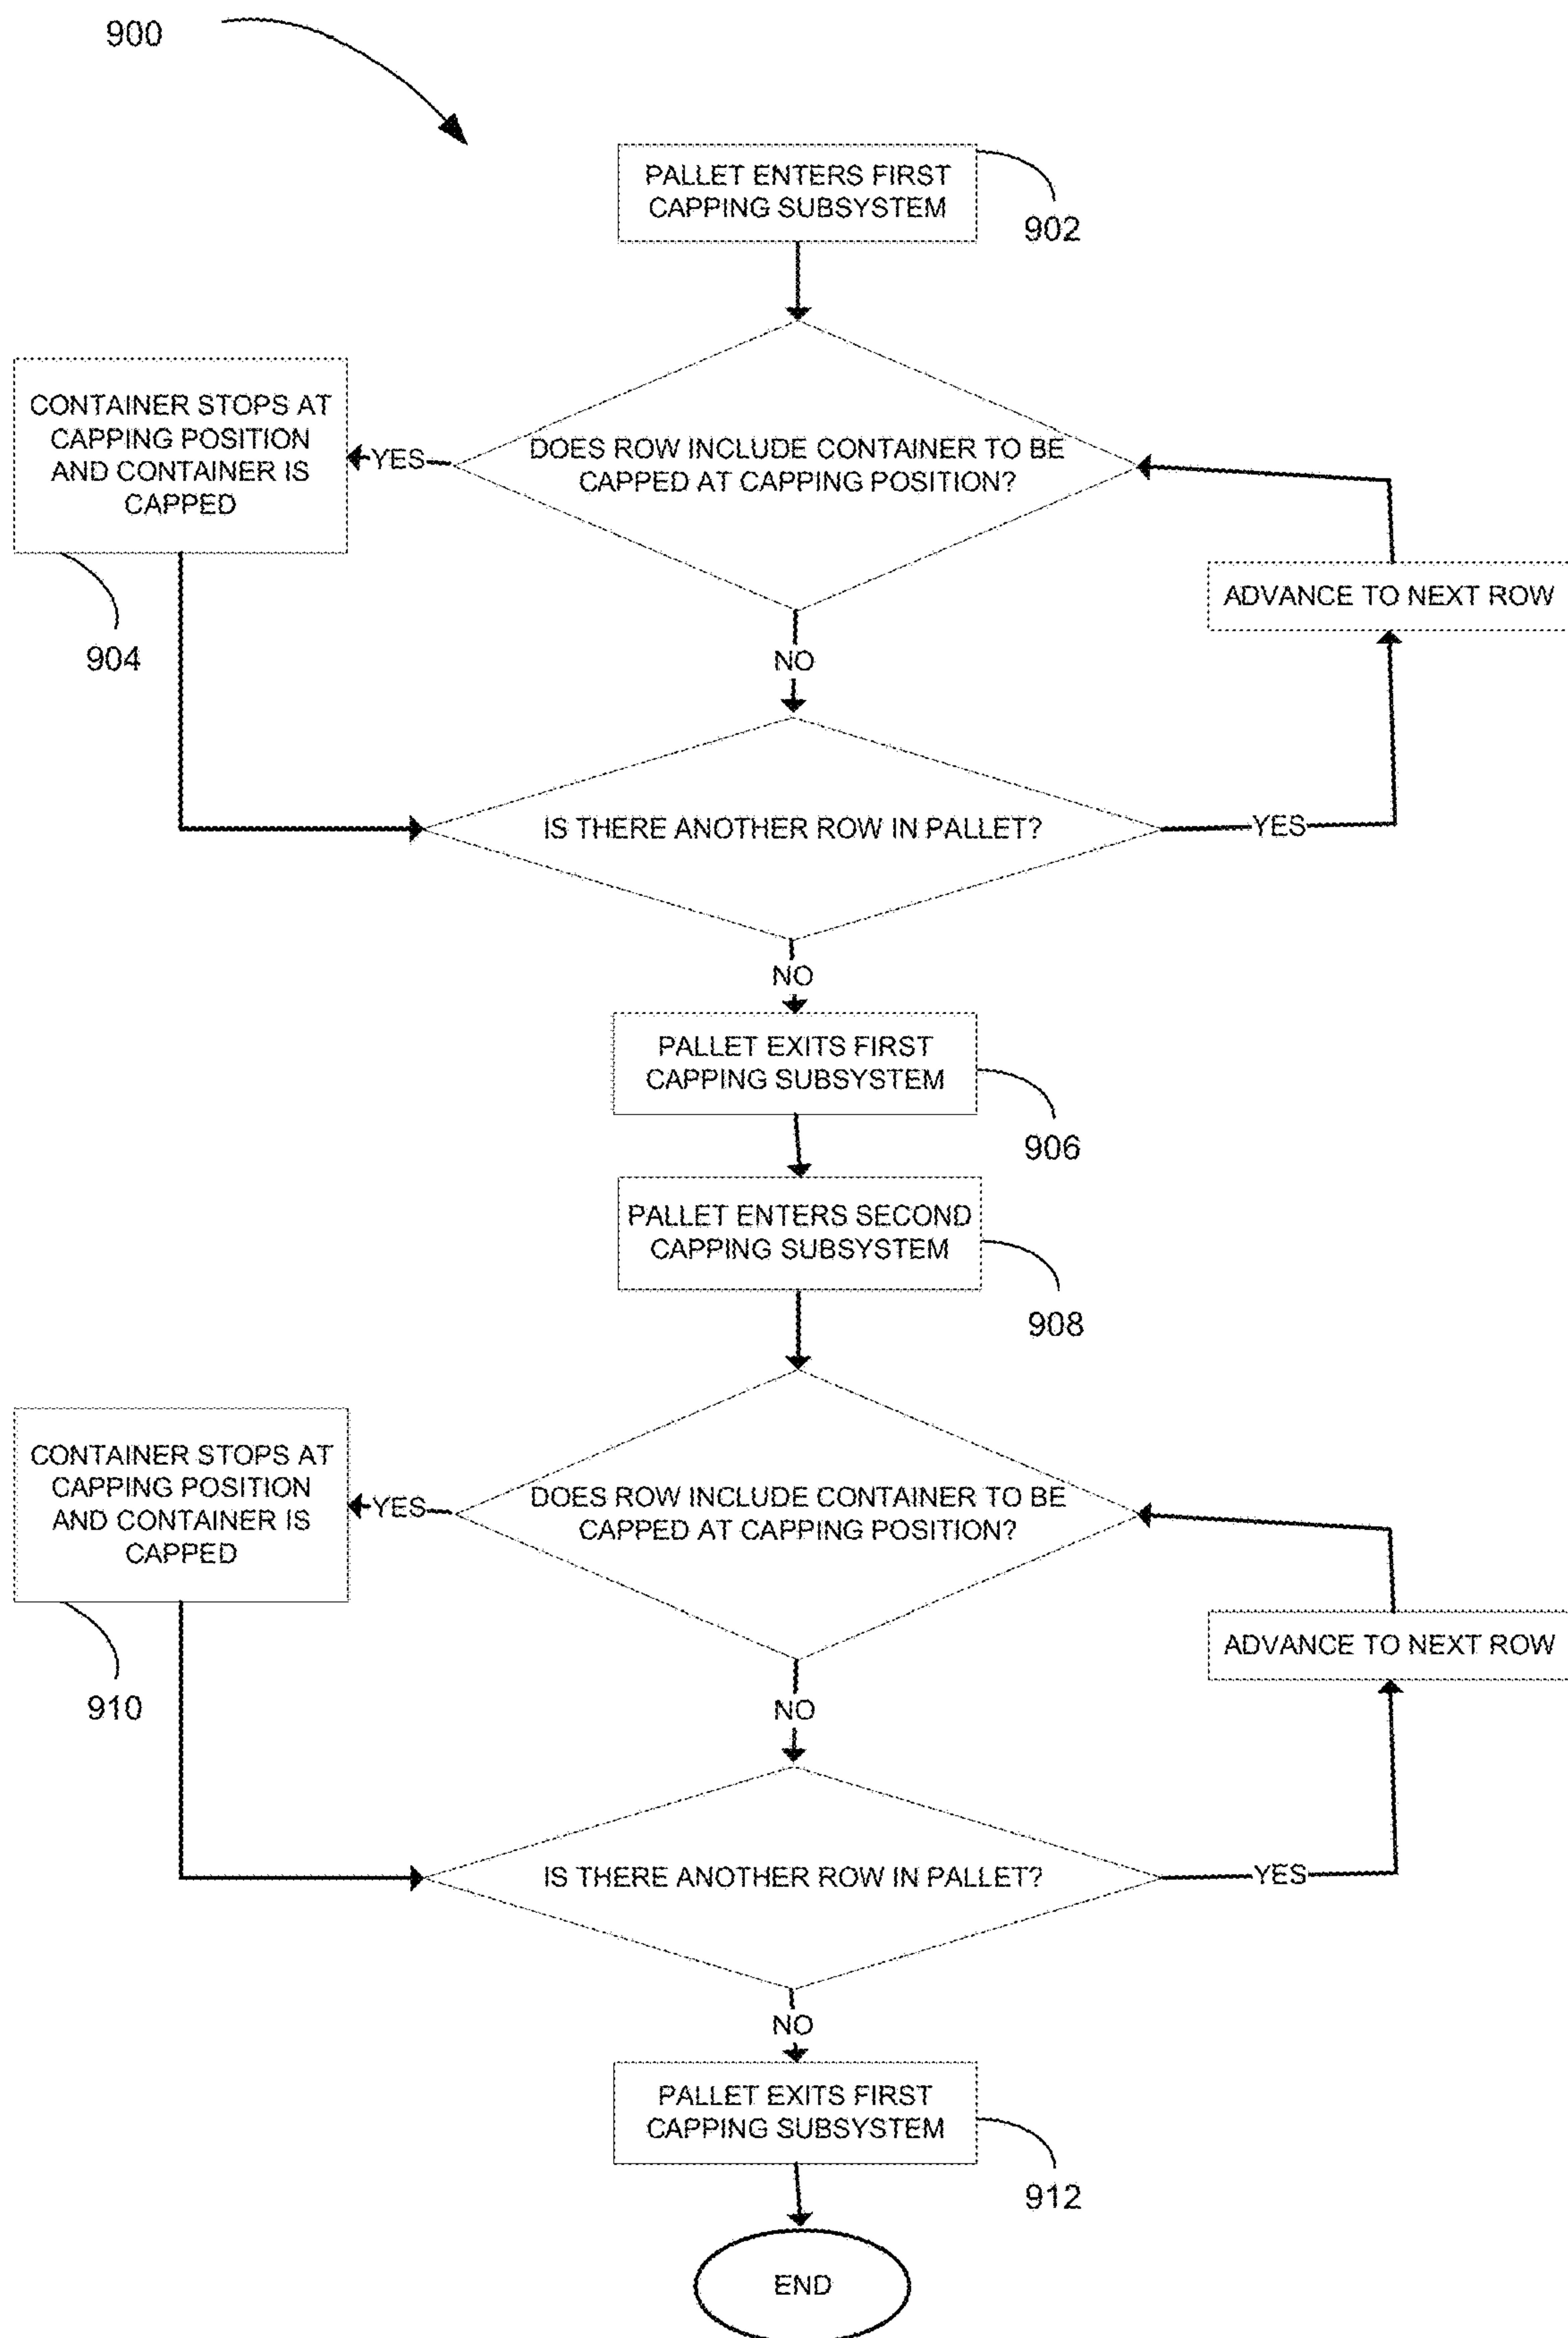 900
PALLET ENTERS FIRST
CAPPING SUBSYSTEM
902
CONTAINER STOPS AT
CAPPING POSITION
AND CONTAINER IS
CAPPED
904
YES
DOES ROW INCLUDE CONTAINER TO BE
CAPPED AT CAPPING POSITION?
ADVANCE TO NEXT ROW
NO
IS THERE ANOTHER ROW IN PALLET?
YES
NO
PALLET EXITS FIRST
CAPPING SUBSYSTEM
906
PALLET ENTERS SECOND
CAPPING SUBSYSTEM
908
CONTAINER STOPS AT
CAPPING POSITION
AND CONTAINER IS
CAPPED
910
YES
DOES ROW INCLUDE CONTAINER TO BE
CAPPED AT CAPPING POSITION?
ADVANCE TO NEXT ROW
NO
IS THERE ANOTHER ROW IN PALLET?
YES
NO
PALLET EXITS FIRST
CAPPING SUBSYSTEM
912
END